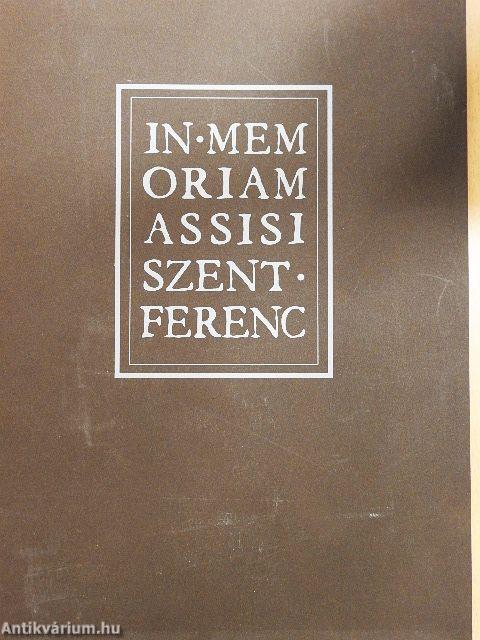 IN·MEM
ORIAM
ASSISI
SZENT·
FERENC
Antikvárium.hu